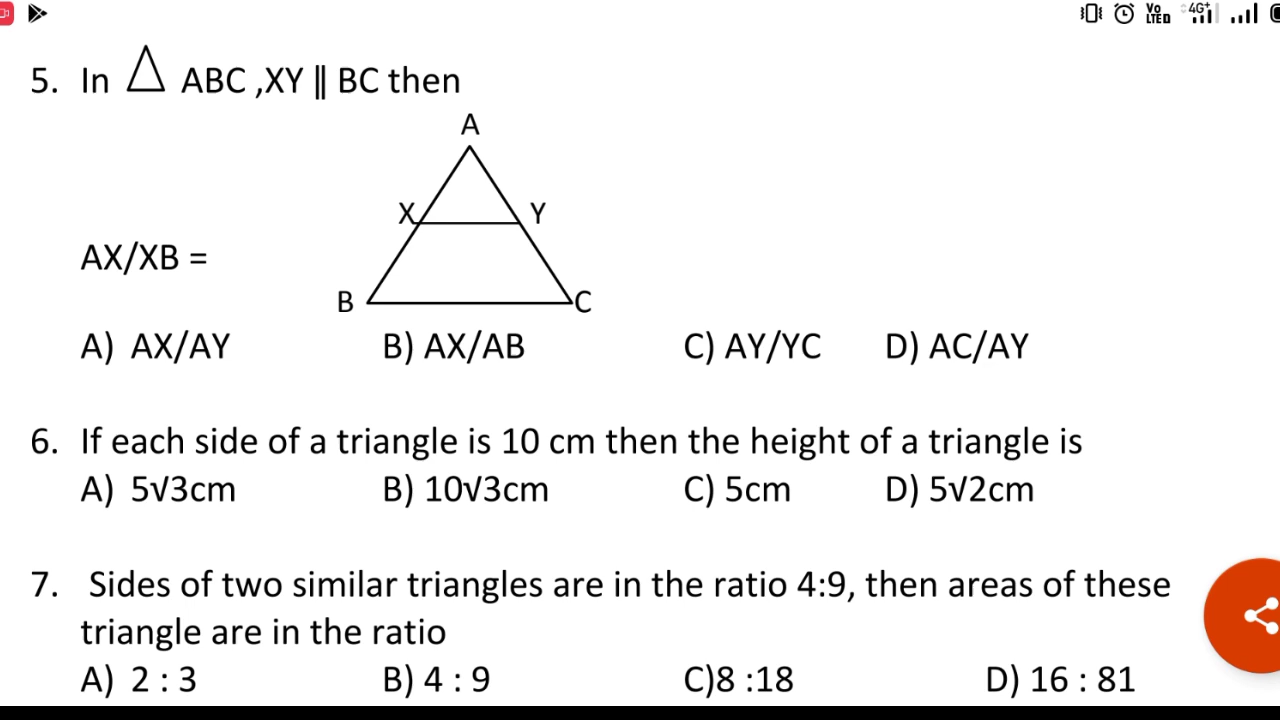 Vo LTED 4G+
5. In △ ABC ,XY || BC then
A
X Y
AX/XB =
B C
A) AX/AY B) AX/AB C) AY/YC D) AC/AY
6. If each side of a triangle is 10 cm then the height of a triangle is
A) 5√3cm B) 10√3cm C) 5cm D) 5√2cm
7. Sides of two similar triangles are in the ratio 4:9, then areas of these
triangle are in the ratio
A) 2 : 3 B) 4 : 9 C)8 :18 D) 16 : 81